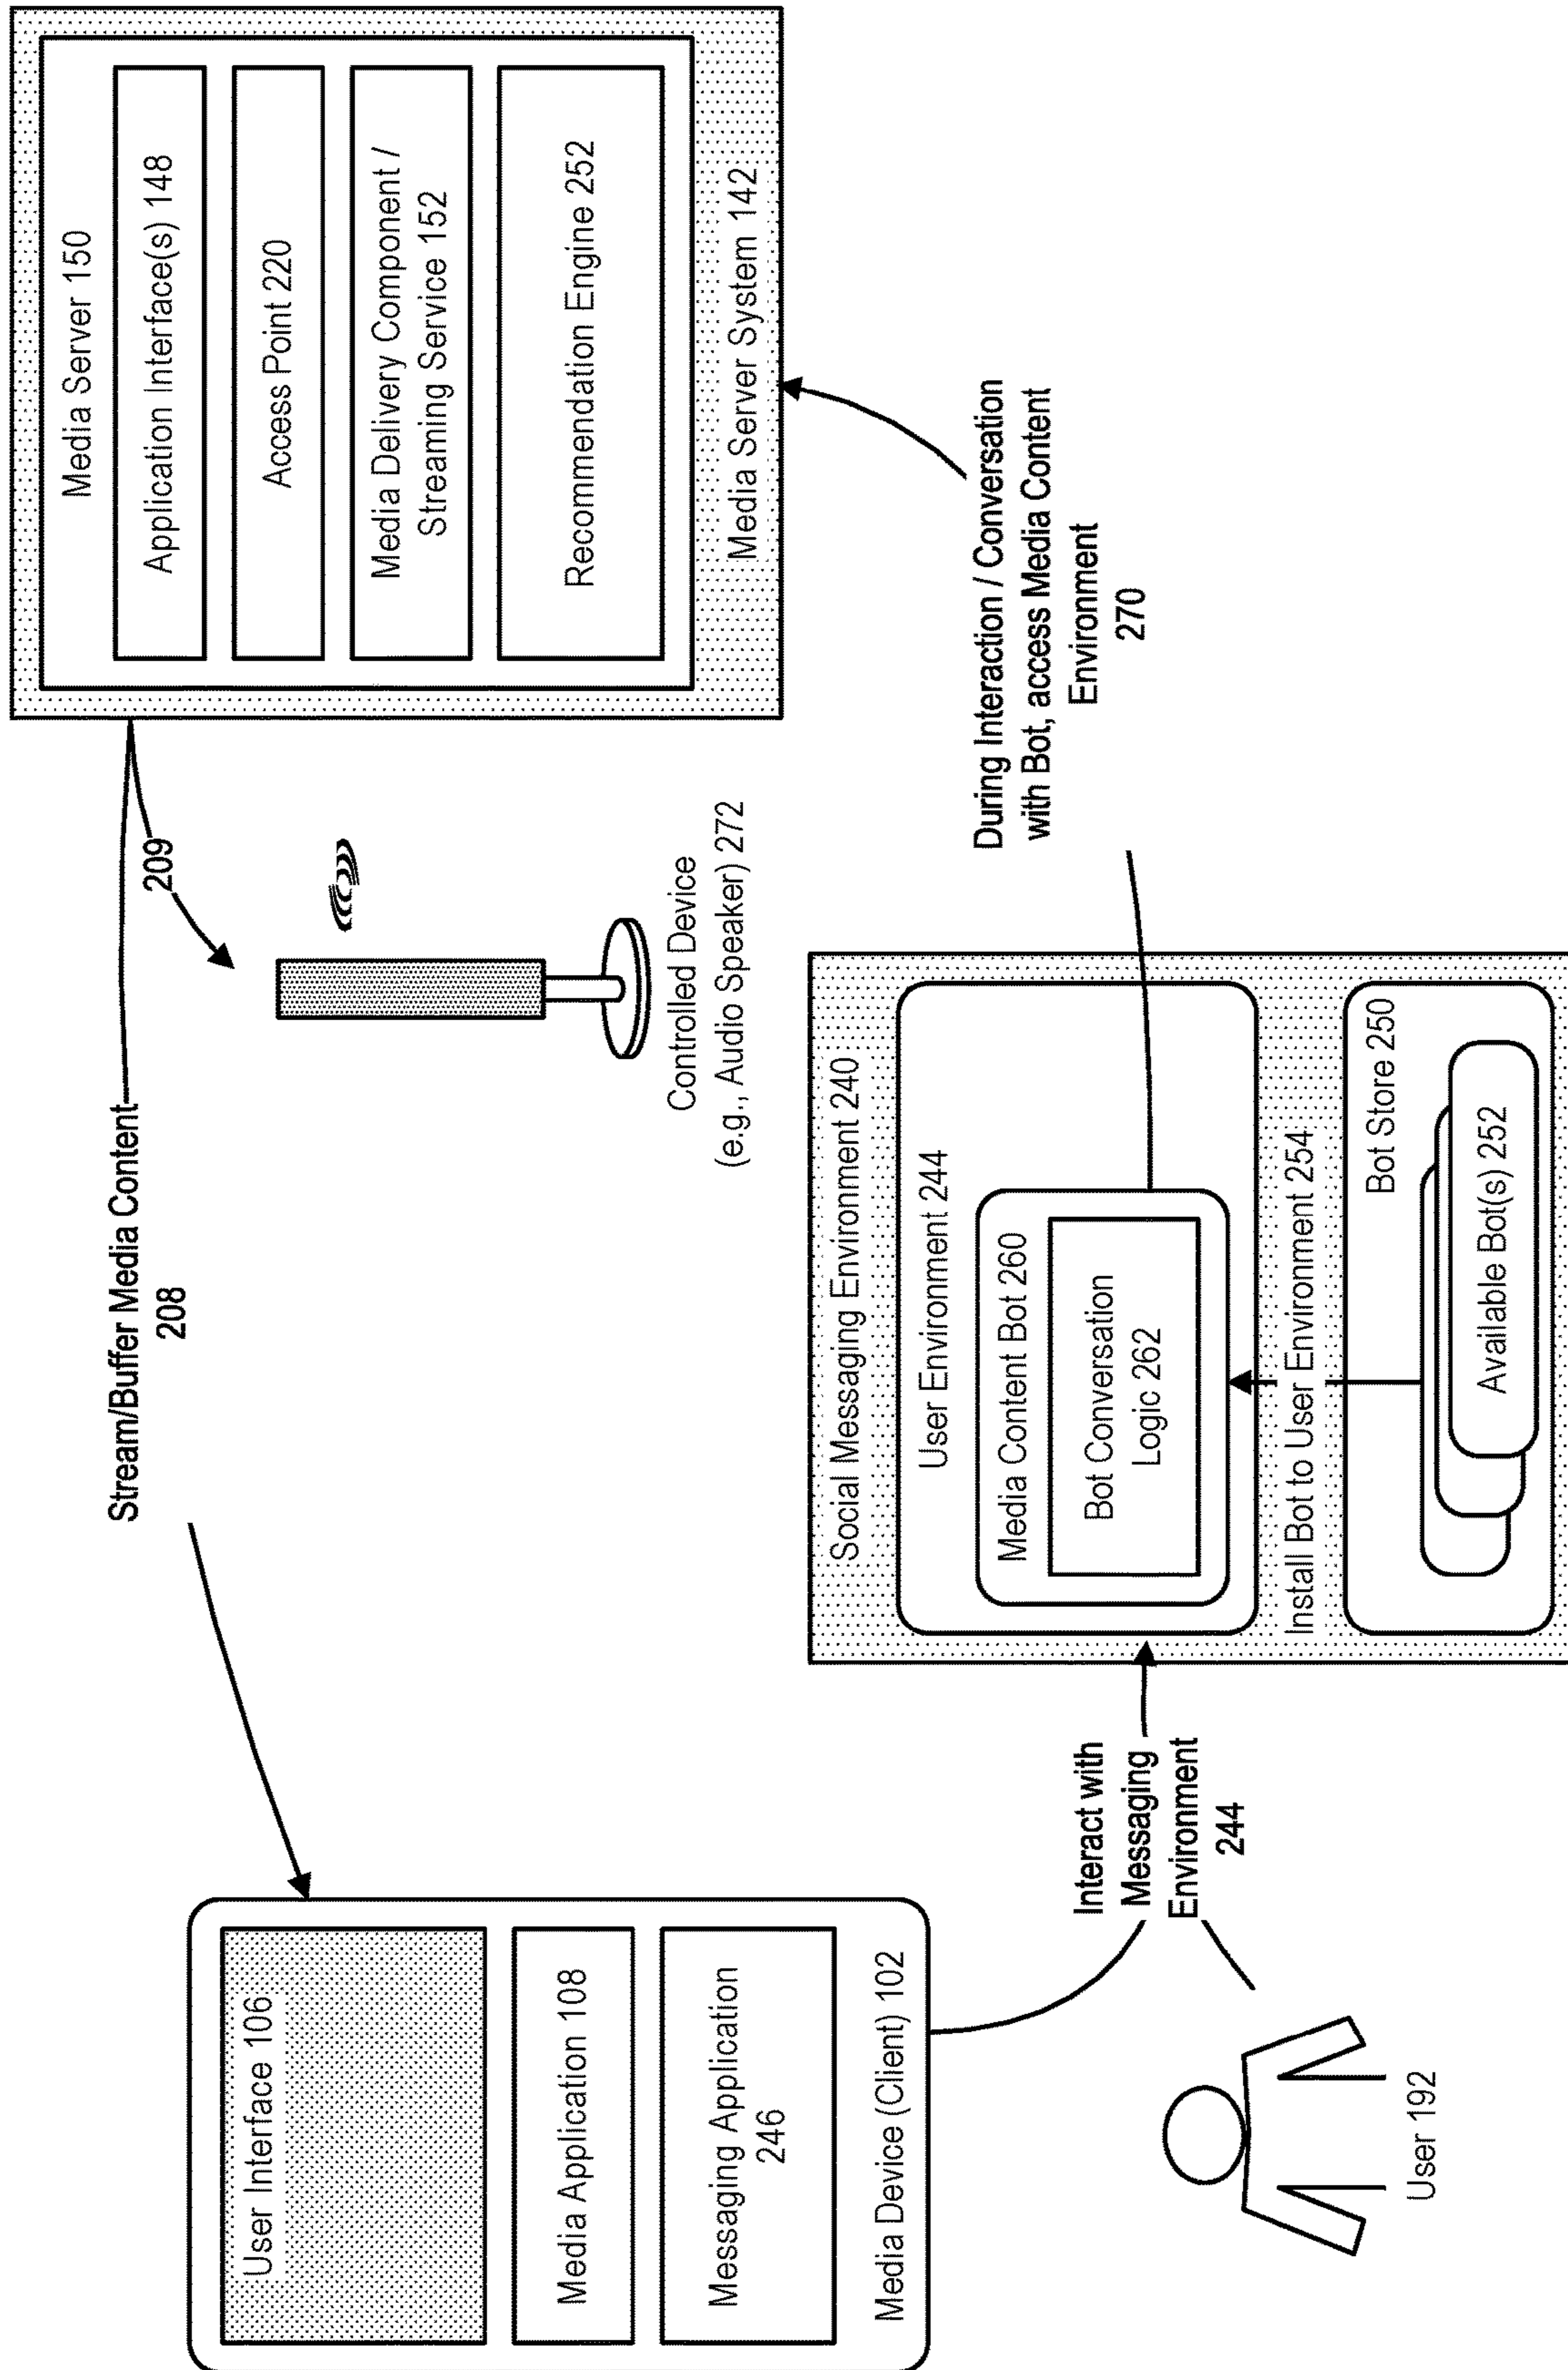 User Interface 106
Media Application 108
Messaging Application
246
Media Device (Client) 102
User 192
Stream/Buffer Media Content
208
209
Controlled Device
(e.g., Audio Speaker) 272
Media Server 150
Application Interface(s) 148
Access Point 220
Media Delivery Component /
Streaming Service 152
Recommendation Engine 252
Media Server System 142
Interact with
Messaging
Environment
244
Social Messaging Environment 240
User Environment 244
Media Content Bot 260
Bot Conversation
Logic 262
Install Bot to User Environment 254
Bot Store 250
Available Bot(s) 252
During Interaction / Conversation
with Bot, access Media Content
Environment
270